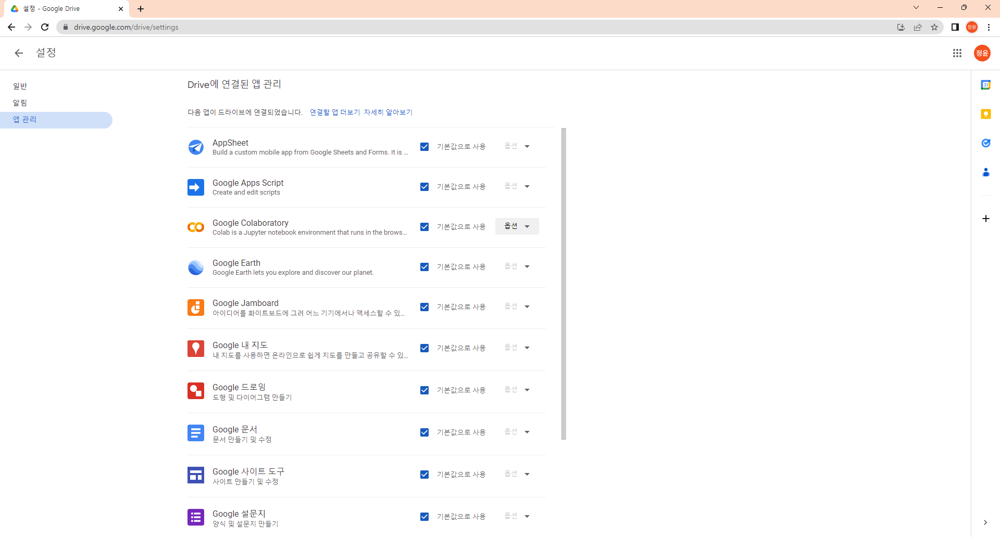 설정 - Google Drive
drive.google.com/drive/settings
정윤
설정
정윤
일반
알림
앱 관리
Drive에 연결된 앱 관리
다음 앱이 드라이브에 연결되었습니다. 연결할 앱 더보기 자세히 알아보기
AppSheet
Build a custom mobile app from Google Sheets and Forms. It is ...
기본값으로 사용 옵션
Google Apps Script
Create and edit scripts
기본값으로 사용 옵션
Google Colaboratory
Colab is a Jupyter notebook environment that runs in the brows...
기본값으로 사용 옵션
Google Earth
Google Earth lets you explore and discover our planet.
기본값으로 사용 옵션
Google Jamboard
아이디어를 화이트보드에 그려 어느 기기에서나 액세스할 수 있...
기본값으로 사용 옵션
Google 내 지도
내 지도를 사용하면 온라인으로 쉽게 지도를 만들고 공유할 수 있...
기본값으로 사용 옵션
Google 드로잉
도형 및 다이어그램 만들기
기본값으로 사용 옵션
Google 문서
문서 만들기 및 수정
기본값으로 사용 옵션
Google 사이트 도구
사이트 만들기 및 수정
기본값으로 사용 옵션
Google 설문지
양식 및 설문지 만들기
기본값으로 사용 옵션
31